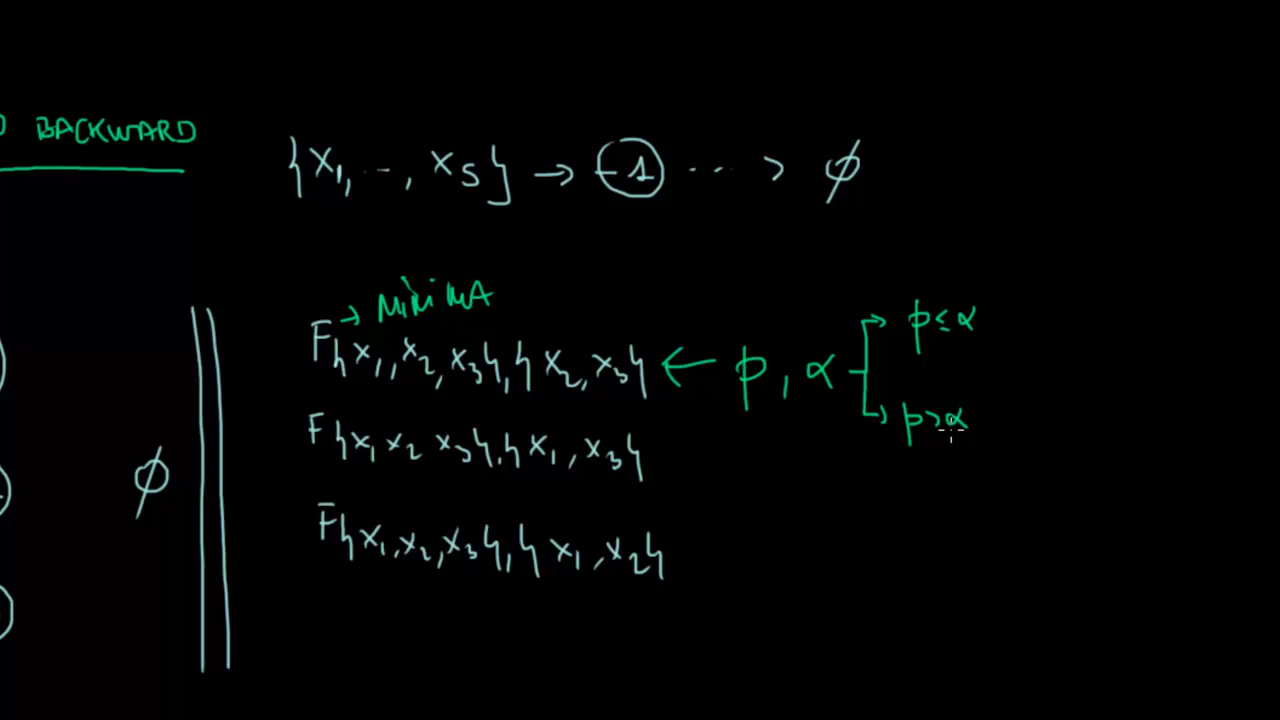 BACKWARD
{x₁, .., x₅} → -1 ... > ∅
→ MINIMA
F{x₁, x₂, x₃}, {x₂, x₃} ← p, α
p ≤ α
p > α
F{x₁ x₂ x₃}, {x₁, x₃}
F{x₁, x₂, x₃}, {x₁, x₂}
∅